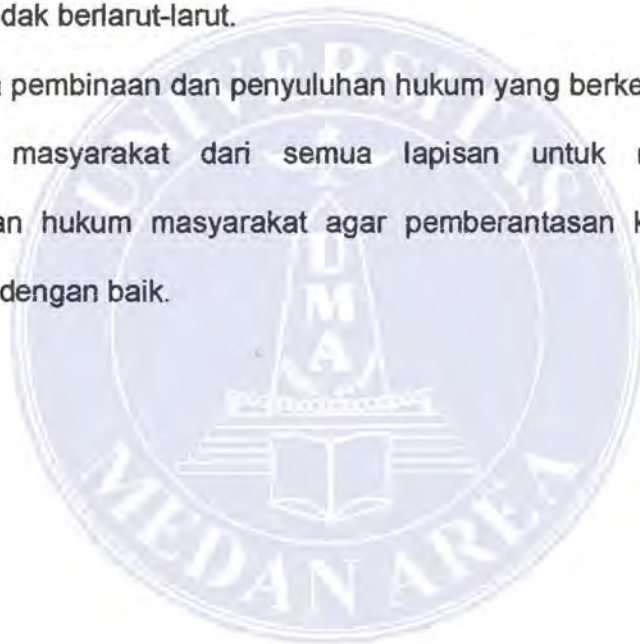 dak berlarut-larut.
pembinaan dan penyuluhan hukum yang berke
masyarakat dari semua lapisan untuk
an hukum masyarakat agar pemberantasan
dengan baik.
UNIVERSITAS
UMA
MEDAN AREA